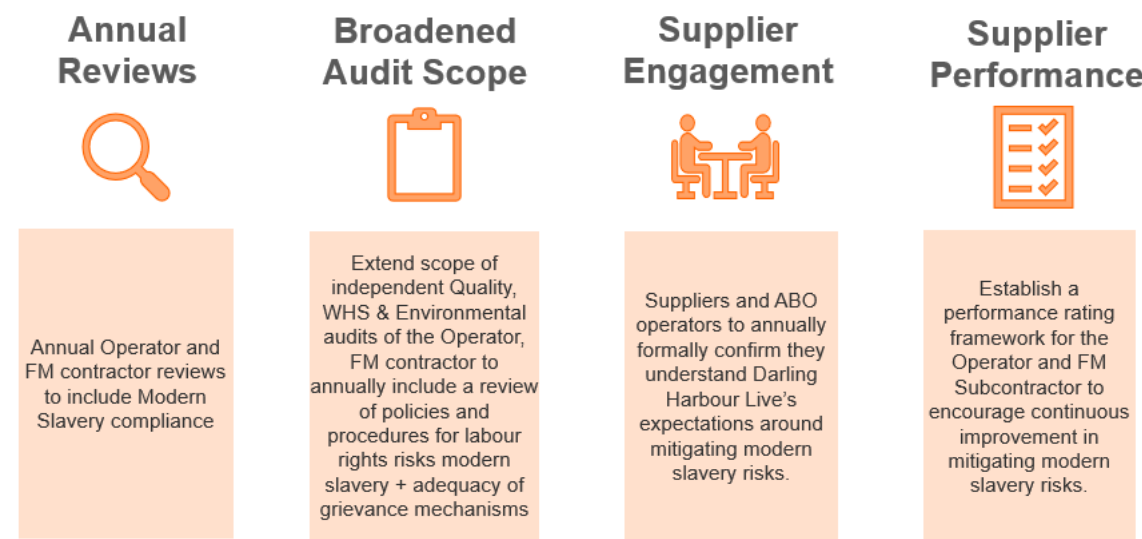 Annual
Reviews
Annual Operator and
FM contractor reviews
to include Modern
Slavery compliance
Broadened
Audit Scope
Extend scope of
independent Quality,
WHS & Environmental
audits of the Operator,
FM contractor to
annually include a review
of policies and
procedures for labour
rights risks modern
slavery + adequacy of
grievance mechanisms
Supplier
Engagement
Suppliers and ABO
operators to annually
formally confirm they
understand Darling
Harbour Live's
expectations around
mitigating modern
slavery risks.
Supplier
Performance
Establish a
performance rating
framework for the
Operator and FM
Subcontractor to
encourage continuous
improvement in
mitigating modern
slavery risks.